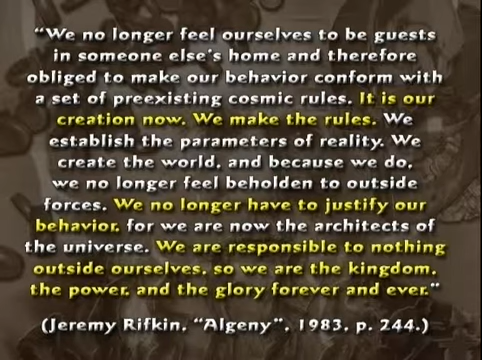 "We no longer feel ourselves to be guests
in someone else's home and therefore
obliged to make our behavior conform with
a set of preexisting cosmic rules. It is our
creation now. We make the rules. We
establish the parameters of reality. We
create the world, and because we do,
we no longer feel beholden to outside
forces. We no longer have to justify our
behavior, for we are now the architects of
the universe. We are responsible to nothing
outside ourselves, so we are the kingdom,
the power, and the glory forever and ever."
(Jeremy Rifkin, "Algeny", 1983, p. 244.)